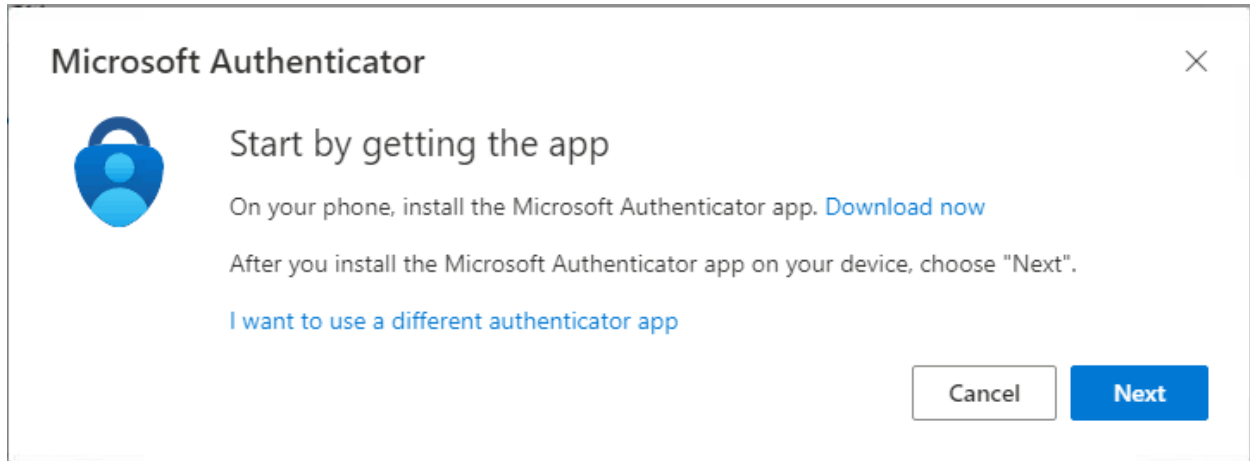 Microsoft Authenticator
Start by getting the app
On your phone, install the Microsoft Authenticator app. Download now
After you install the Microsoft Authenticator app on your device, choose "Next".
I want to use a different authenticator app
Cancel
Next